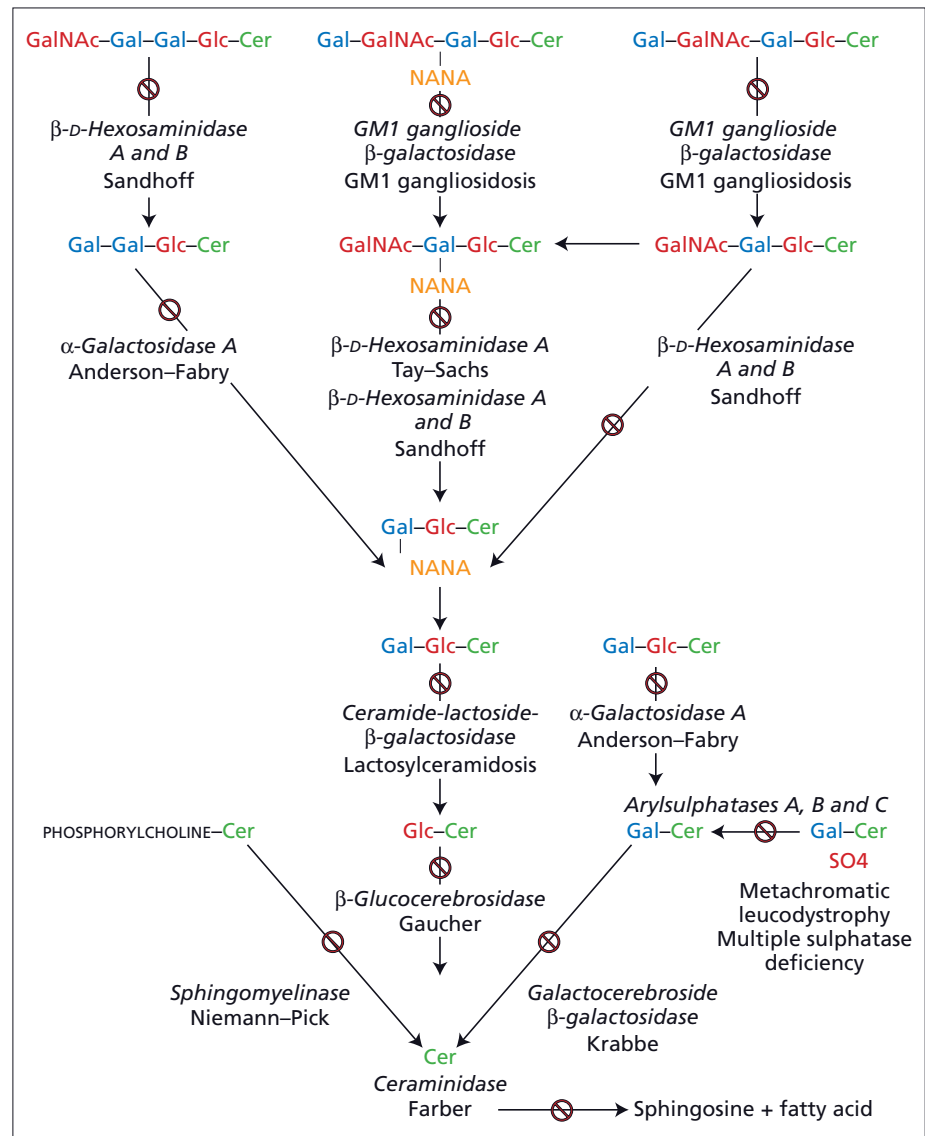 GalNAc–Gal–Gal–Glc–Cer
β-D-Hexosaminidase
A and B
Sandhoff
Gal–Gal–Glc–Cer
α-Galactosidase A
Anderson–Fabry
Gal–GalNAc–Gal–Glc–Cer
NANA
GM1 ganglioside
β-galactosidase
GM1 gangliosidosis
GalNAc–Gal–Glc–Cer
NANA
β-D-Hexosaminidase A
Tay–Sachs
β-D-Hexosaminidase A
and B
Sandhoff
Gal–GalNAc–Gal–Glc–Cer
GM1 ganglioside
β-galactosidase
GM1 gangliosidosis
GalNAc–Gal–Glc–Cer
β-D-Hexosaminidase
A and B
Sandhoff
Gal–Glc–Cer
NANA
Gal–Glc–Cer
Ceramide-lactoside-
β-galactosidase
Lactosylceramidosis
Glc–Cer
β-Glucocerebrosidase
Gaucher
Gal–Glc–Cer
α-Galactosidase A
Anderson–Fabry
Arylsulphatases A, B and C
Gal–Cer
Gal–Cer
SO4
Metachromatic
leucodystrophy
Multiple sulphatase
deficiency
PHOSPHORYLCHOLINE–Cer
Sphingomyelinase
Niemann–Pick
Galactocerebroside
β-galactosidase
Krabbe
Cer
Ceraminidase
Farber
Sphingosine + fatty acid